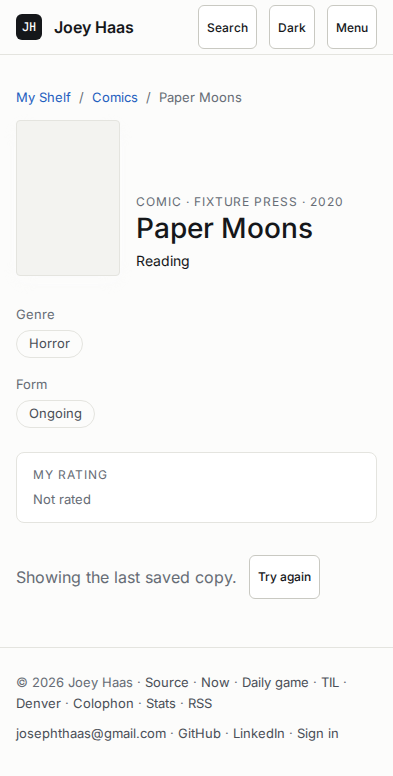 JH Joey Haas Search Dark Menu
My Shelf / Comics / Paper Moons
COMIC · FIXTURE PRESS · 2020
Paper Moons
Reading
Genre
Horror
Form
Ongoing
MY RATING
Not rated
Showing the last saved copy. Try again
© 2026 Joey Haas · Source · Now · Daily game · TIL ·
Denver · Colophon · Stats · RSS
josephthaas@gmail.com · GitHub · LinkedIn · Sign in